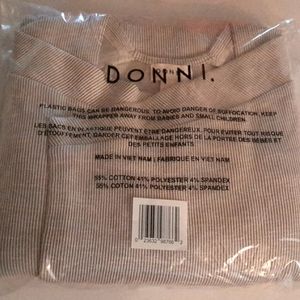 DONNI.
PLASTIC BAGS CAN BE DANGEROUS. TO AVOID DANGER OF SUFFOCATION, KEEP
THIS WRAPPER AWAY FROM BABIES AND SMALL CHILDREN.
LES SACS EN PLASTIQUE PEUVENT ÊTRE DANGEREUX. POUR ÉVITER TOUT RISQUE
D'ÉTOUFFEMENT, GARDER CET EMBALLAGE HORS DE LA PORTÉE DES BÉBÉS ET
DES PETITS ENFANTS.
MADE IN VIET NAM | FABRIQUE EN VIET NAM
55% COTTON 41% POLYESTER 4% SPANDEX
55% COTON 41% POLYESTER 4% SPANDEX